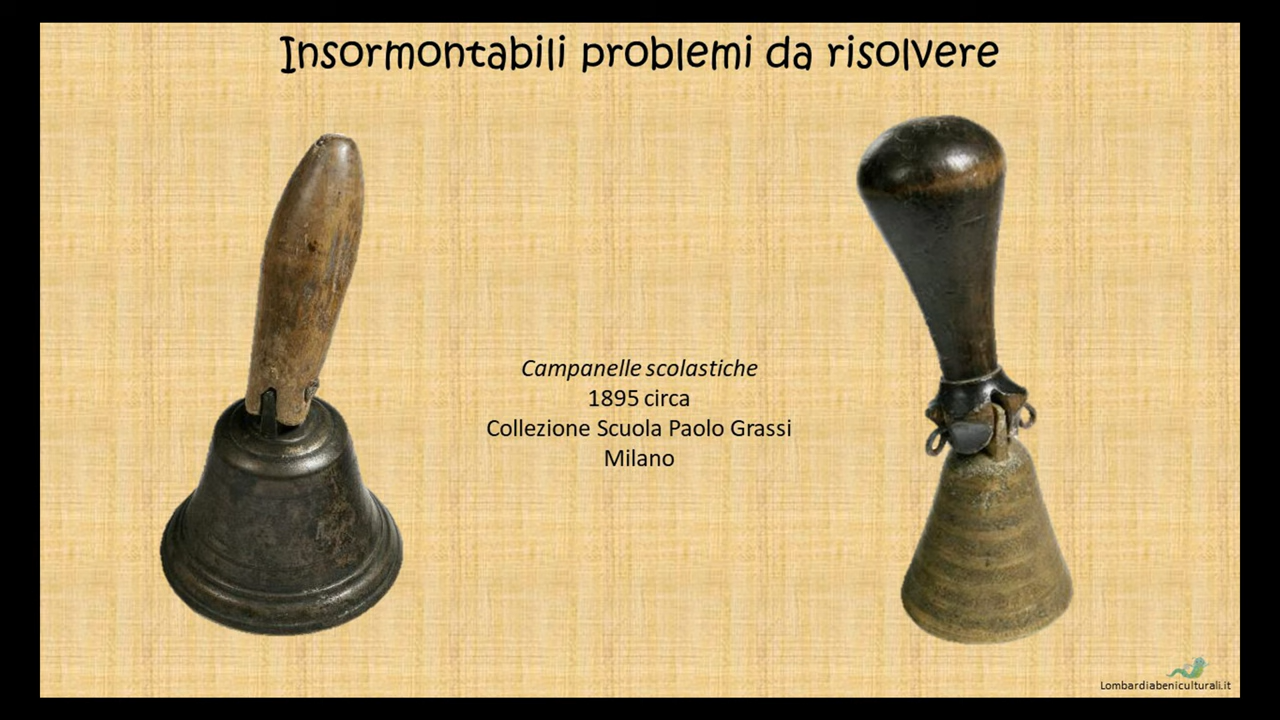 Insormontabili problemi da risolvere
Campanelle scolastiche
1895 circa
Collezione Scuola Paolo Grassi
Milano
Lombardiabeniculturali.it